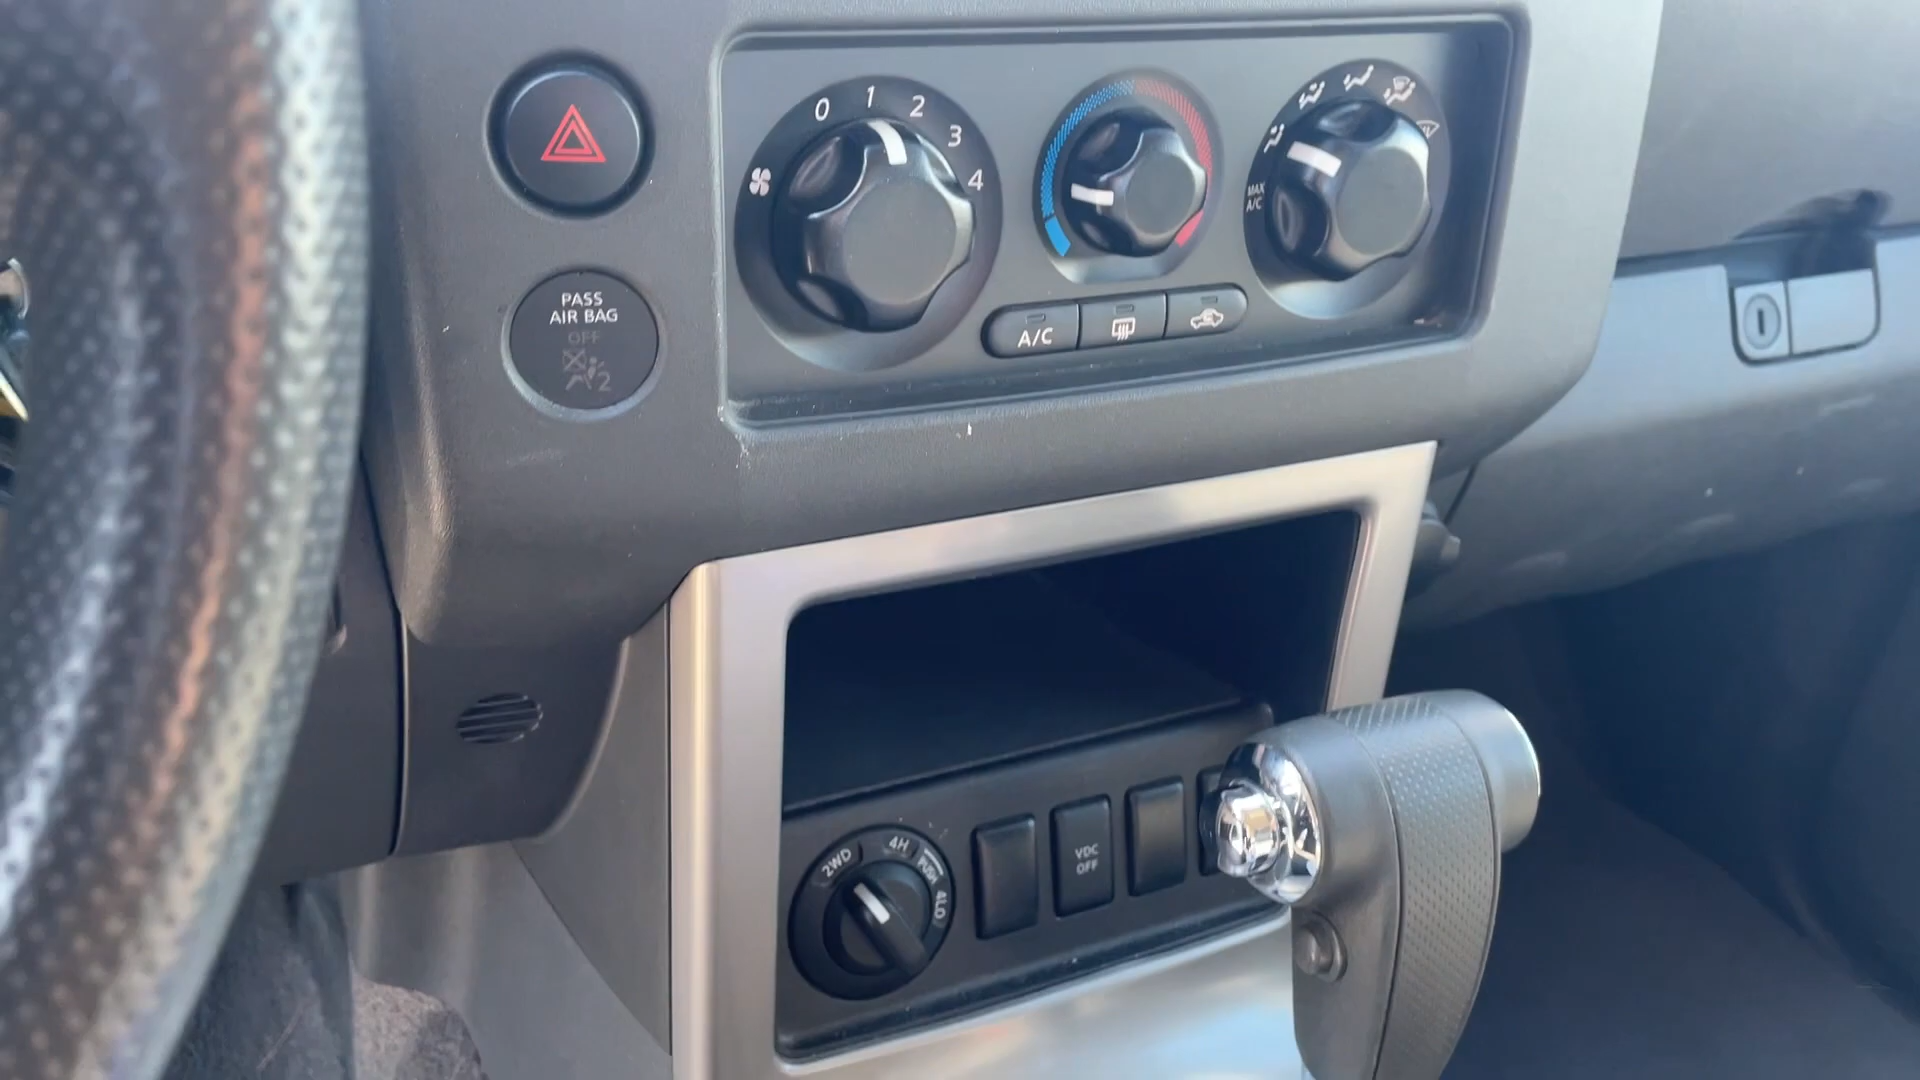 0 1 2 3 4
MAX
A/C
PASS
AIR BAG
OFF
2
A/C
2WD 4H PUSH 4LO
VDC
OFF